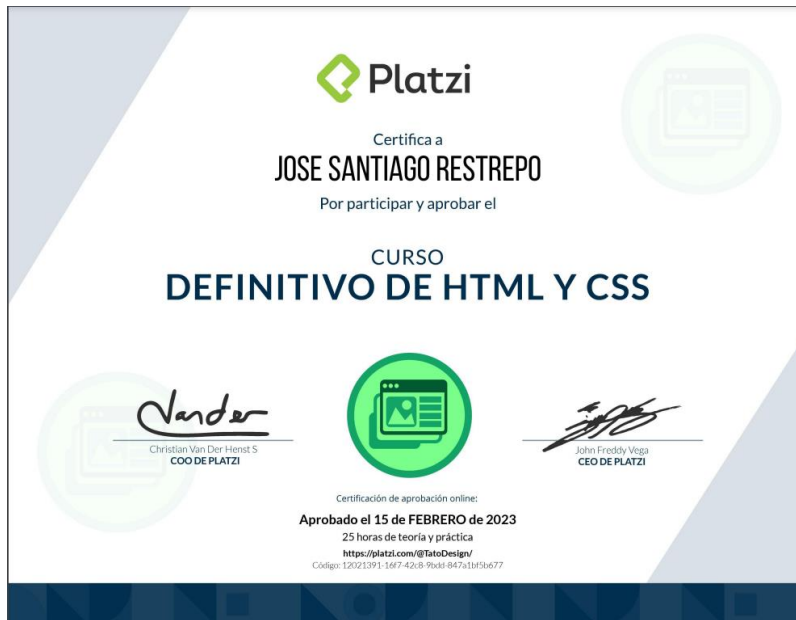 Platzi
Certifica a
JOSE SANTIAGO RESTREPO
Por participar y aprobar el
CURSO
DEFINITIVO DE HTML Y CSS
Vander
Christian Van Der Henst S
COO DE PLATZI
John Freddy Vega
CEO DE PLATZI
Certificación de aprobación online:
Aprobado el 15 de FEBRERO de 2023
25 horas de teoría y práctica
https://platzi.com/@TatoDesign/
Código: 12021391-16f7-42c8-9bdd-847a1bf5b677